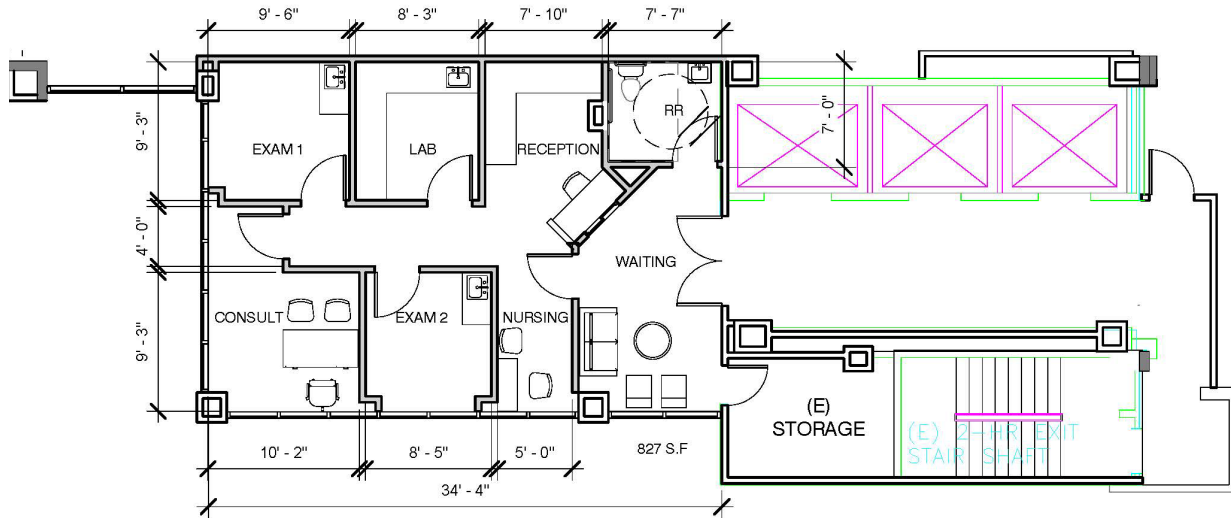 9' - 6"
8' - 3"
7' - 10"
7' - 7"
9' - 3"
7' - 0"
RR
EXAM 1
LAB
RECEPTION
4' - 0"
WAITING
9' - 3"
CONSULT
EXAM 2
NURSING
(E)
STORAGE
(E) 2-HR EXIT
STAIR SHAFT
827 S.F
10' - 2"
8' - 5"
5' - 0"
34' - 4"